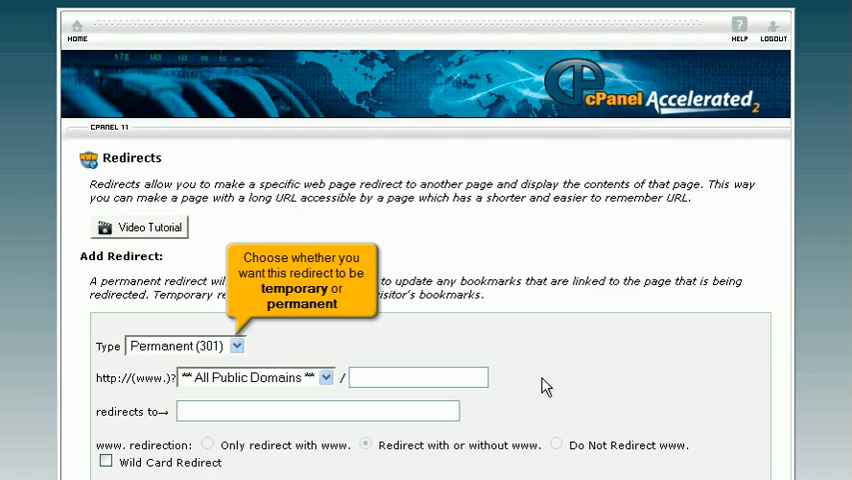 HOME
HELP
LOGOUT
cPanel Accelerated2
CPANEL 11
Redirects
Redirects allow you to make a specific web page redirect to another page and display the contents of that page. This way
you can make a page with a long URL accessible by a page which has a shorter and easier to remember URL.
Video Tutorial
Add Redirect:
Choose whether you
want this redirect to be
temporary or
permanent
A permanent redirect wil to update any bookmarks that are linked to the page that is being
redirected. Temporary re isitor's bookmarks.
Type Permanent (301)
http://(www.)? ** All Public Domains ** /
redirects to→
www. redirection: Only redirect with www. Redirect with or without www. Do Not Redirect www.
Wild Card Redirect